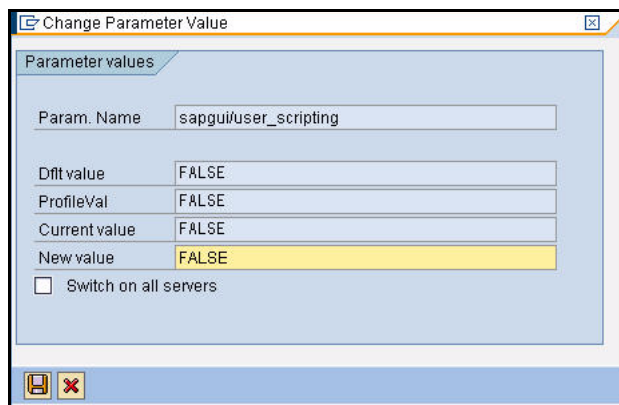 Change Parameter Value
Parameter values
Param. Name sapgui/user_scripting
Dflt value FALSE
ProfileVal FALSE
Current value FALSE
New value FALSE
Switch on all servers